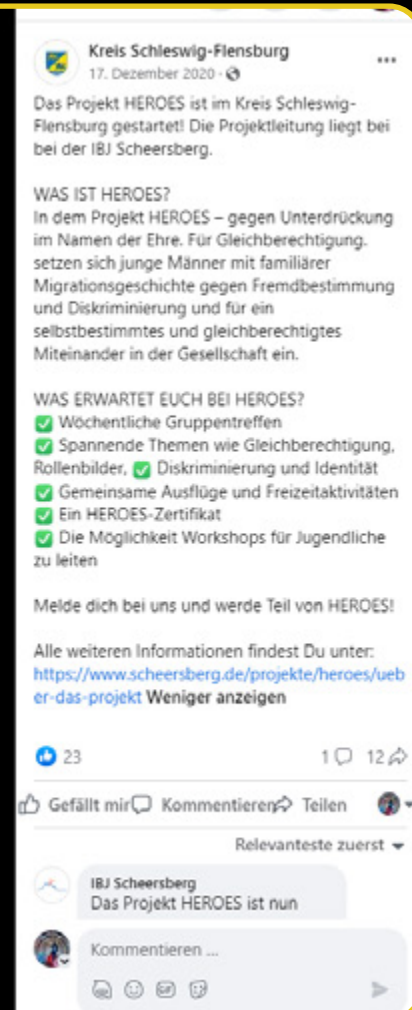 Kreis Schleswig-Flensburg
17. Dezember 2020 ·
Das Projekt HEROES ist im Kreis Schleswig-
Flensburg gestartet! Die Projektleitung liegt bei
bei der IBJ Scheersberg.
WAS IST HEROES?
In dem Projekt HEROES – gegen Unterdrückung
im Namen der Ehre. Für Gleichberechtigung.
setzen sich junge Männer mit familiärer
Migrationsgeschichte gegen Fremdbestimmung
und Diskriminierung und für ein
selbstbestimmtes und gleichberechtigtes
Miteinander in der Gesellschaft ein.
WAS ERWARTET EUCH BEI HEROES?
✅ Wöchentliche Gruppentreffen
✅ Spannende Themen wie Gleichberechtigung,
Rollenbilder, ✅ Diskriminierung und Identität
✅ Gemeinsame Ausflüge und Freizeitaktivitäten
✅ Ein HEROES-Zertifikat
✅ Die Möglichkeit Workshops für Jugendliche
zu leiten
Melde dich bei uns und werde Teil von HEROES!
Alle weiteren Informationen findest Du unter:
https://www.scheersberg.de/projekte/heroes/ueb
er-das-projekt Weniger anzeigen
23 1 12
Gefällt mir Kommentieren Teilen
Relevanteste zuerst
IBJ Scheersberg
Das Projekt HEROES ist nun
Kommentieren ...
GIF